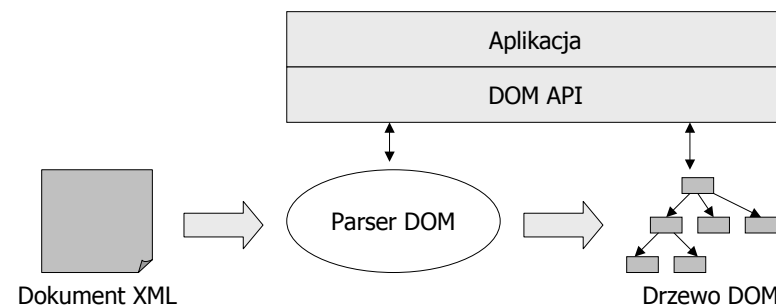 Aplikacja
DOM API
Parser DOM
Dokument XML
Drzewo DOM